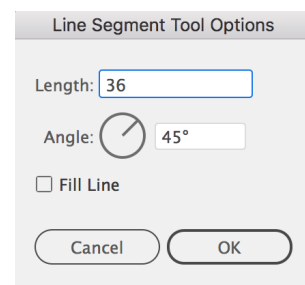 Line Segment Tool Options
Length: 36
Angle: 45°
Fill Line
Cancel OK